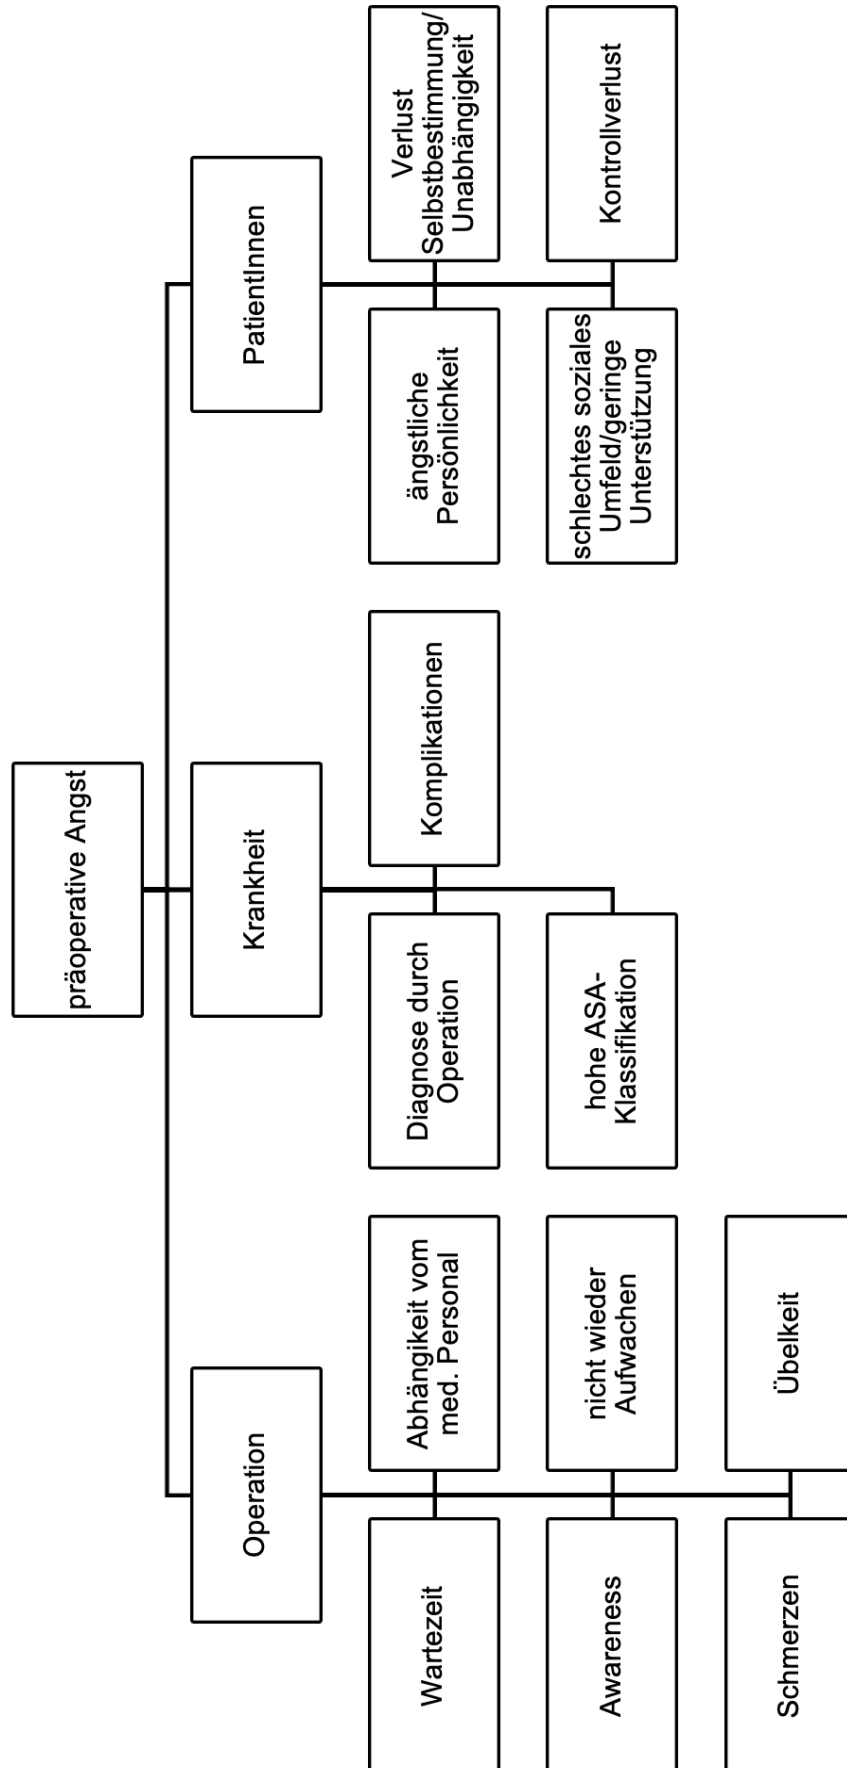 präoperative Angst
Operation
Krankheit
PatientInnen
Wartezeit
Abhängikeit vom
med. Personal
Diagnose durch
Operation
Komplikationen
ängstliche
Persönlichkeit
Verlust
Selbstbestimmung/
Unabhängigkeit
Awareness
nicht wieder
Aufwachen
hohe ASA-
Klassifikation
schlechtes soziales
Umfeld/geringe
Unterstützung
Kontrollverlust
Schmerzen
Übelkeit